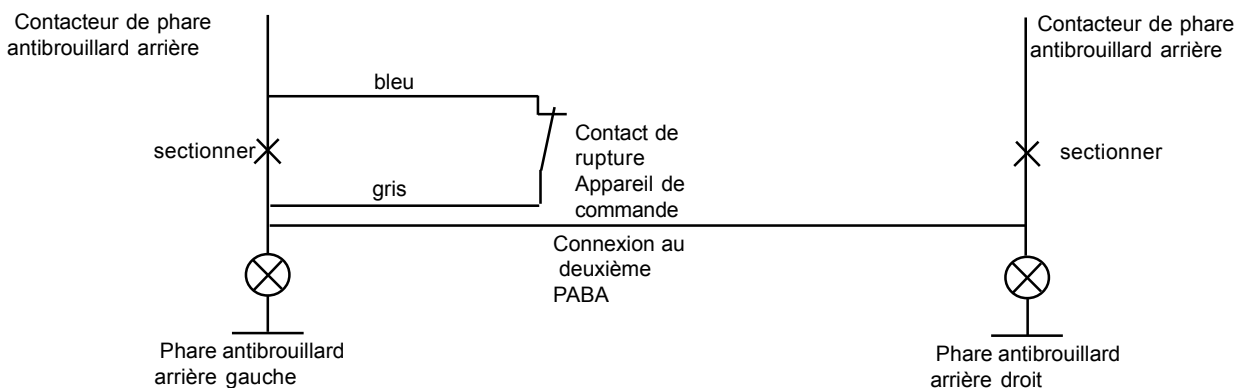 Contacteur de phare
antibrouillard arrière
Contacteur de phare
antibrouillard arrière
bleu
sectionner
Contact de
rupture
Appareil de
commande
sectionner
gris
Connexion au
deuxième
PABA
Phare antibrouillard
arrière gauche
Phare antibrouillard
arrière droit